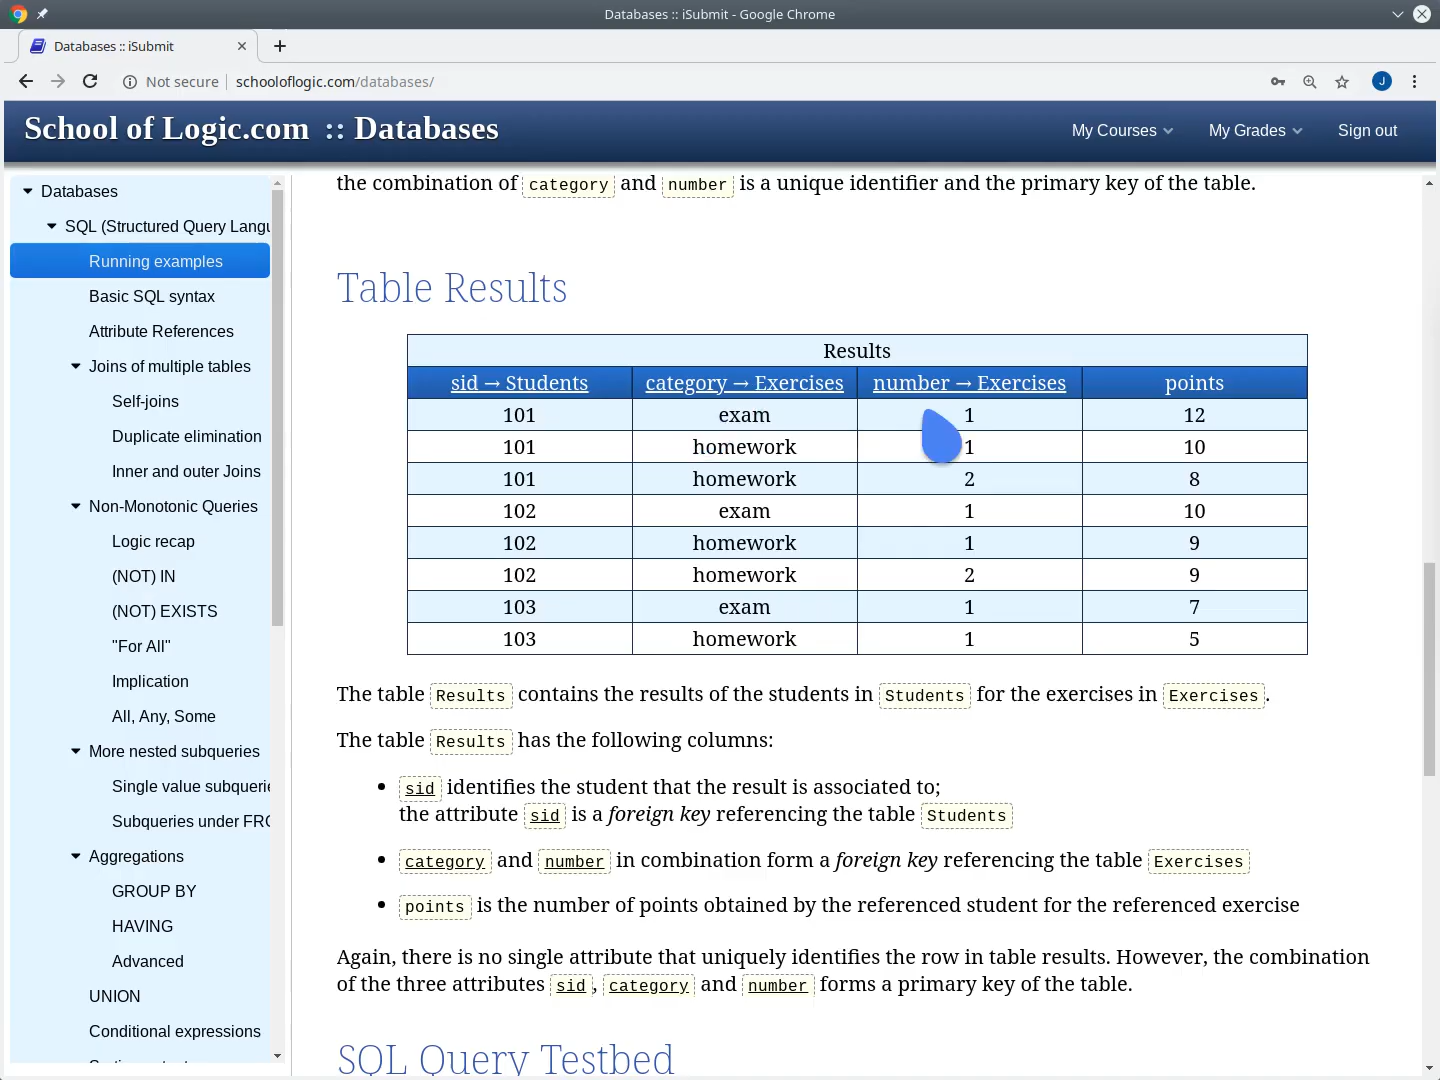 Databases :: iSubmit - Google Chrome
Databases :: iSubmit
Not secure
schooloflogic.com/databases/
J
School of Logic.com :: Databases
My Courses
My Grades
Sign out
Databases
SQL (Structured Query Langu
Running examples
Basic SQL syntax
Attribute References
Joins of multiple tables
Self-joins
Duplicate elimination
Inner and outer Joins
Non-Monotonic Queries
Logic recap
(NOT) IN
(NOT) EXISTS
"For All"
Implication
All, Any, Some
More nested subqueries
Single value subquerie
Subqueries under FRO
Aggregations
GROUP BY
HAVING
Advanced
UNION
Conditional expressions
the combination of category and number is a unique identifier and the primary key of the table.
Table Results
Results
sid → Students category → Exercises number → Exercises points
101 exam 1 12
101 homework 1 10
101 homework 2 8
102 exam 1 10
102 homework 1 9
102 homework 2 9
103 exam 1 7
103 homework 1 5
The table Results contains the results of the students in Students for the exercises in Exercises.
The table Results has the following columns:
• sid identifies the student that the result is associated to;
the attribute sid is a foreign key referencing the table Students
• category and number in combination form a foreign key referencing the table Exercises
• points is the number of points obtained by the referenced student for the referenced exercise
Again, there is no single attribute that uniquely identifies the row in table results. However, the combination
of the three attributes sid, category and number forms a primary key of the table.
SQL Query Testbed